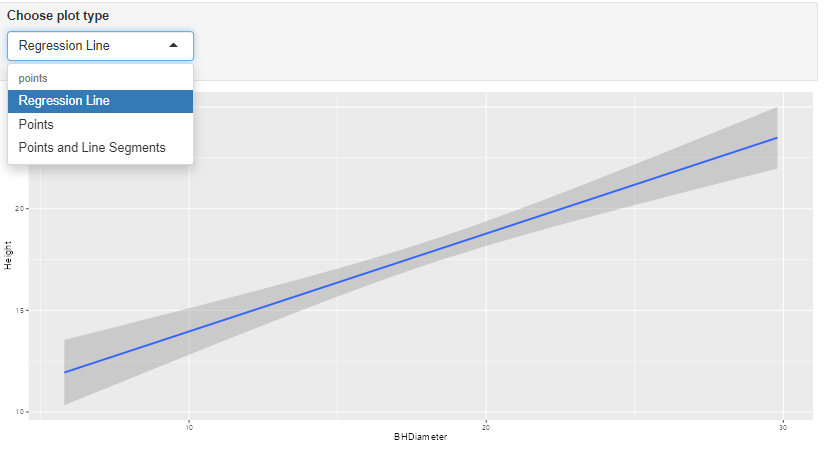 Choose plot type
Regression Line
points
Regression Line
Points
Points and Line Segments
20
Height
15
10
10
20
30
BHDiameter